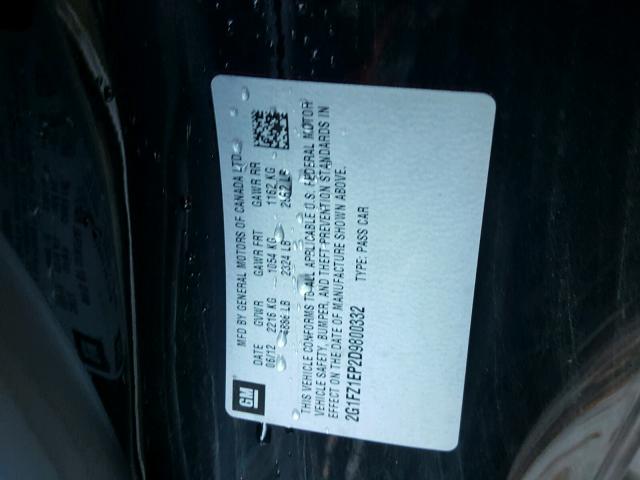 GM
MFD BY GENERAL MOTORS OF CANADA LTD
DATE GVWR GAWR FRT GAWR RR
06/12 2216 KG 1054 KG 1162 KG
4886 LB 2324 LB 2562 LB
THIS VEHICLE CONFORMS TO ALL APPLICABLE U.S. FEDERAL MOTOR
VEHICLE SAFETY, BUMPER, AND THEFT PREVENTION STANDARDS IN
EFFECT ON THE DATE OF MANUFACTURE SHOWN ABOVE.
2G1FZ1EP2D9800332 TYPE: PASS CAR